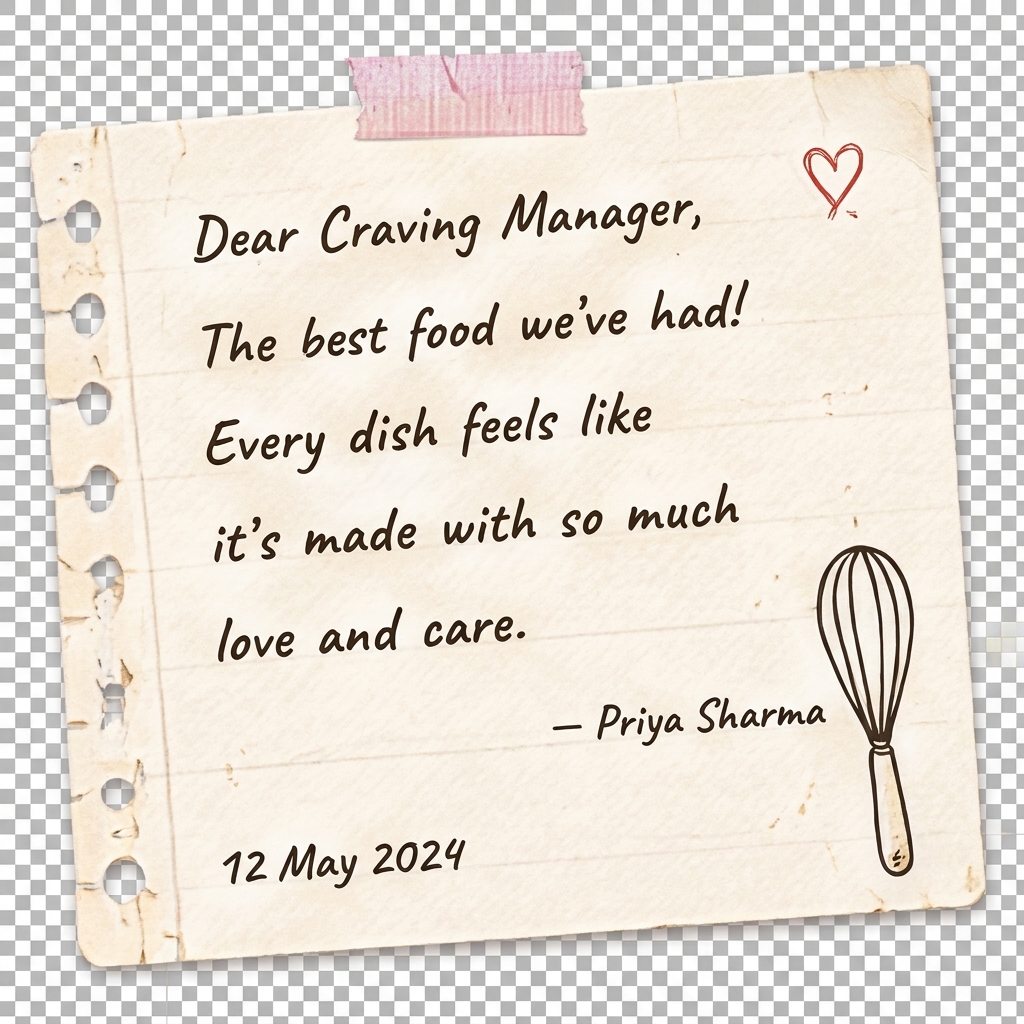 Dear Craving Manager,
The best food we've had!
Every dish feels like
it's made with so much
love and care.
— Priya Sharma
12 May 2024